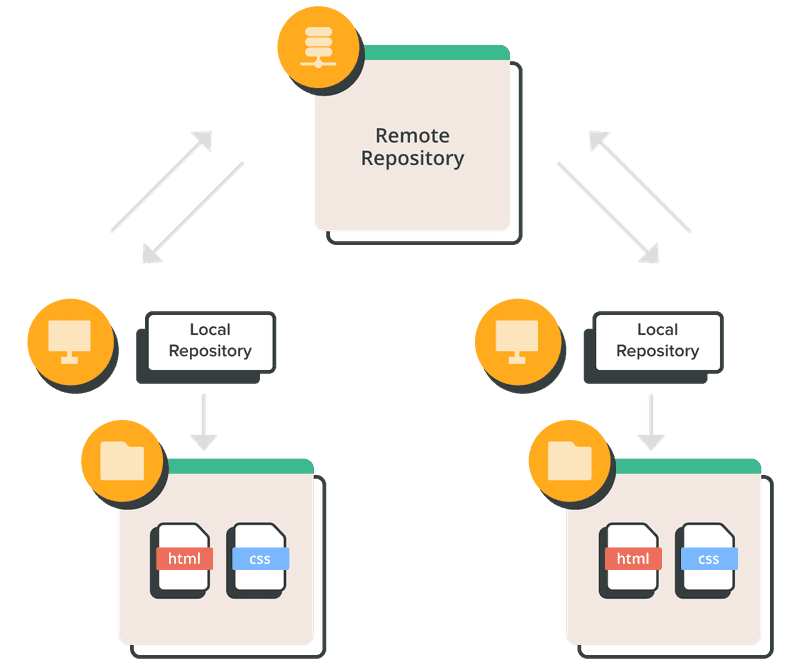 Remote
Repository
Local
Repository
Local
Repository
html
css
html
css